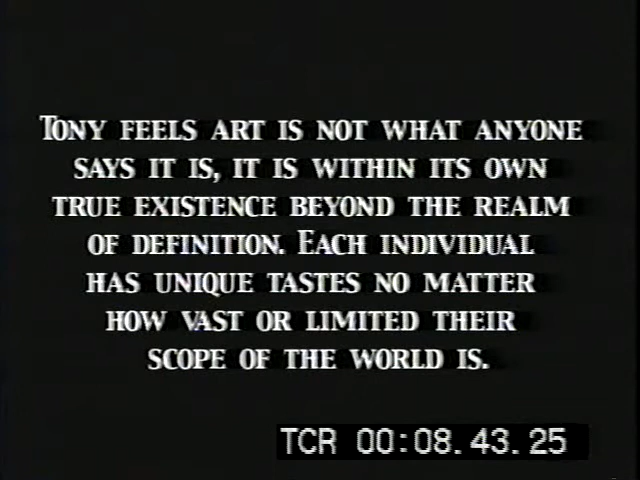 TONY FEELS ART IS NOT WHAT ANYONE
SAYS IT IS, IT IS WITHIN ITS OWN
TRUE EXISTENCE BEYOND THE REALM
OF DEFINITION. EACH INDIVIDUAL
HAS UNIQUE TASTES NO MATTER
HOW VAST OR LIMITED THEIR
SCOPE OF THE WORLD IS.
TCR 00:08.43.25